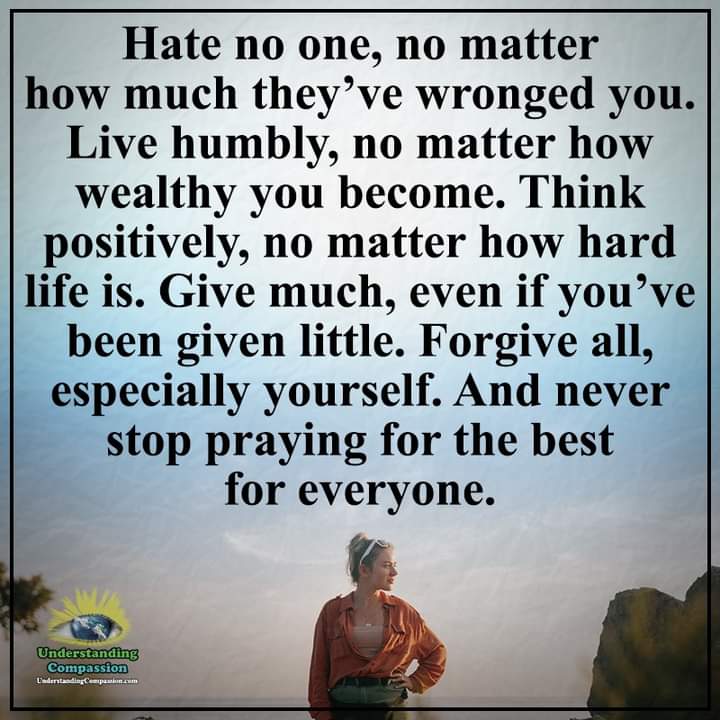 Hate no one, no matter
how much they’ve wronged you.
Live humbly, no matter how
wealthy you become. Think
positively, no matter how hard
life is. Give much, even if you’ve
been given little. Forgive all,
especially yourself. And never
stop praying for the best
for everyone.
Understanding
Compassion
UnderstandingCompassion.com